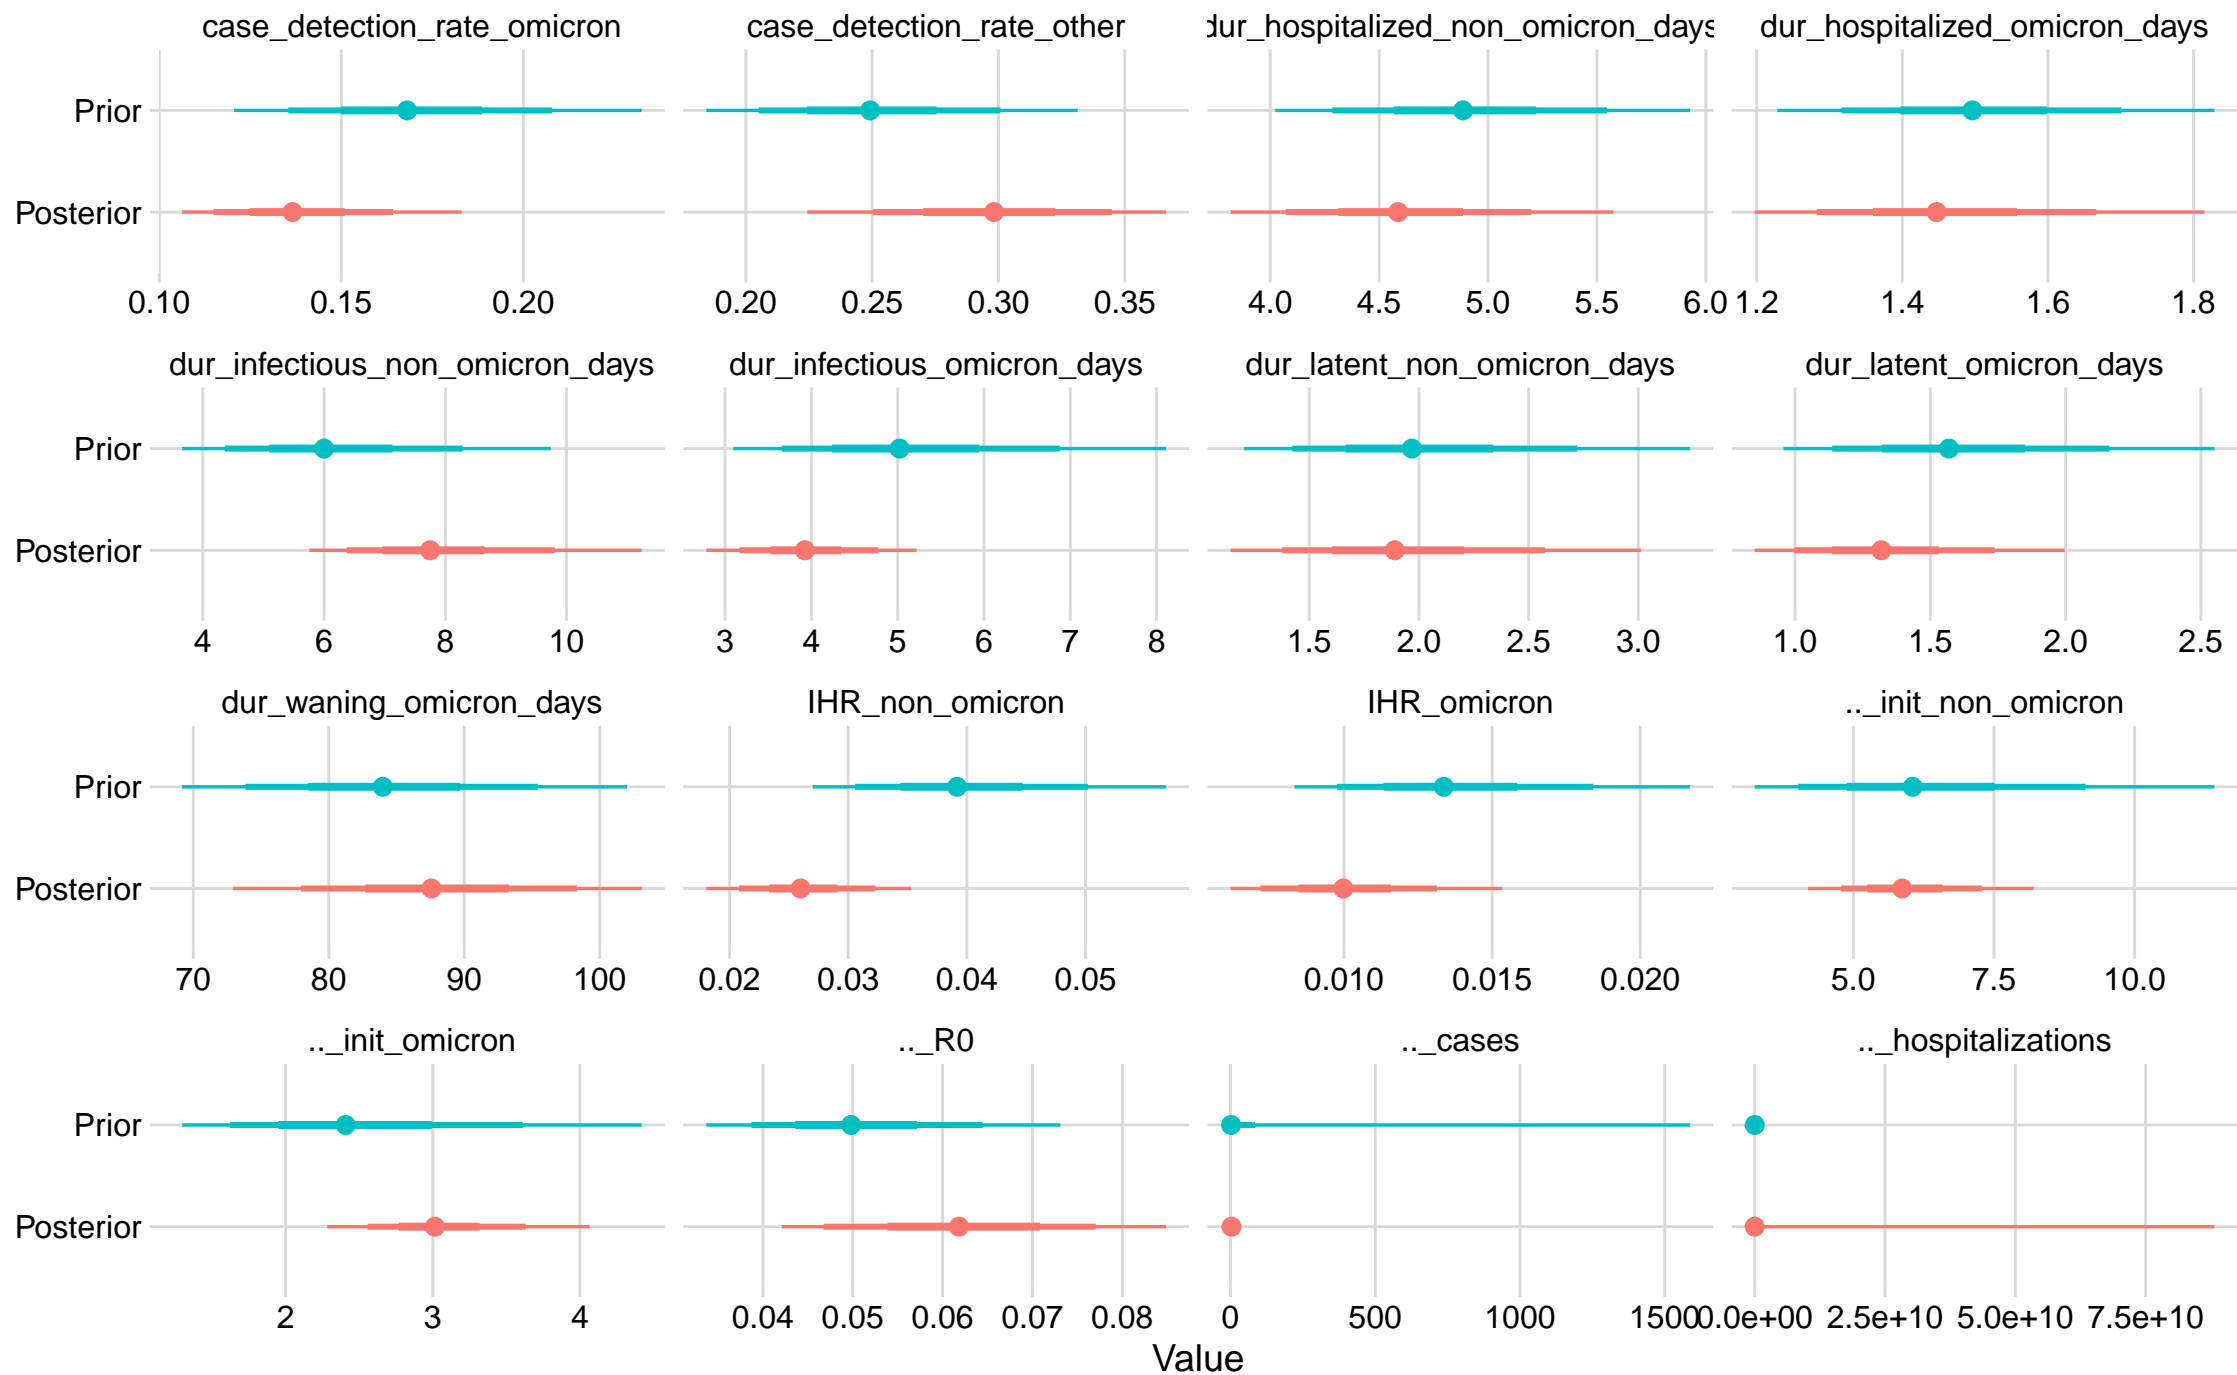 case_detection_rate_omicron case_detection_rate_other dur_hospitalized_non_omicron_days dur_hospitalized_omicron_days
Prior
Posterior
0.10 0.15 0.20 0.20 0.25 0.30 0.35 4.0 4.5 5.0 5.5 6.0 1.2 1.4 1.6 1.8
dur_infectious_non_omicron_days dur_infectious_omicron_days dur_latent_non_omicron_days dur_latent_omicron_days
Prior
Posterior
4 6 8 10 3 4 5 6 7 8 1.5 2.0 2.5 3.0 1.0 1.5 2.0 2.5
dur_waning_omicron_days IHR_non_omicron IHR_omicron .._init_non_omicron
Prior
Posterior
70 80 90 100 0.02 0.03 0.04 0.05 0.010 0.015 0.020 5.0 7.5 10.0
.._init_omicron .._R0 .._cases .._hospitalizations
Prior
Posterior
2 3 4 0.04 0.05 0.06 0.07 0.08 0 500 1000 1500 0.0e+00 2.5e+10 5.0e+10 7.5e+10
Value